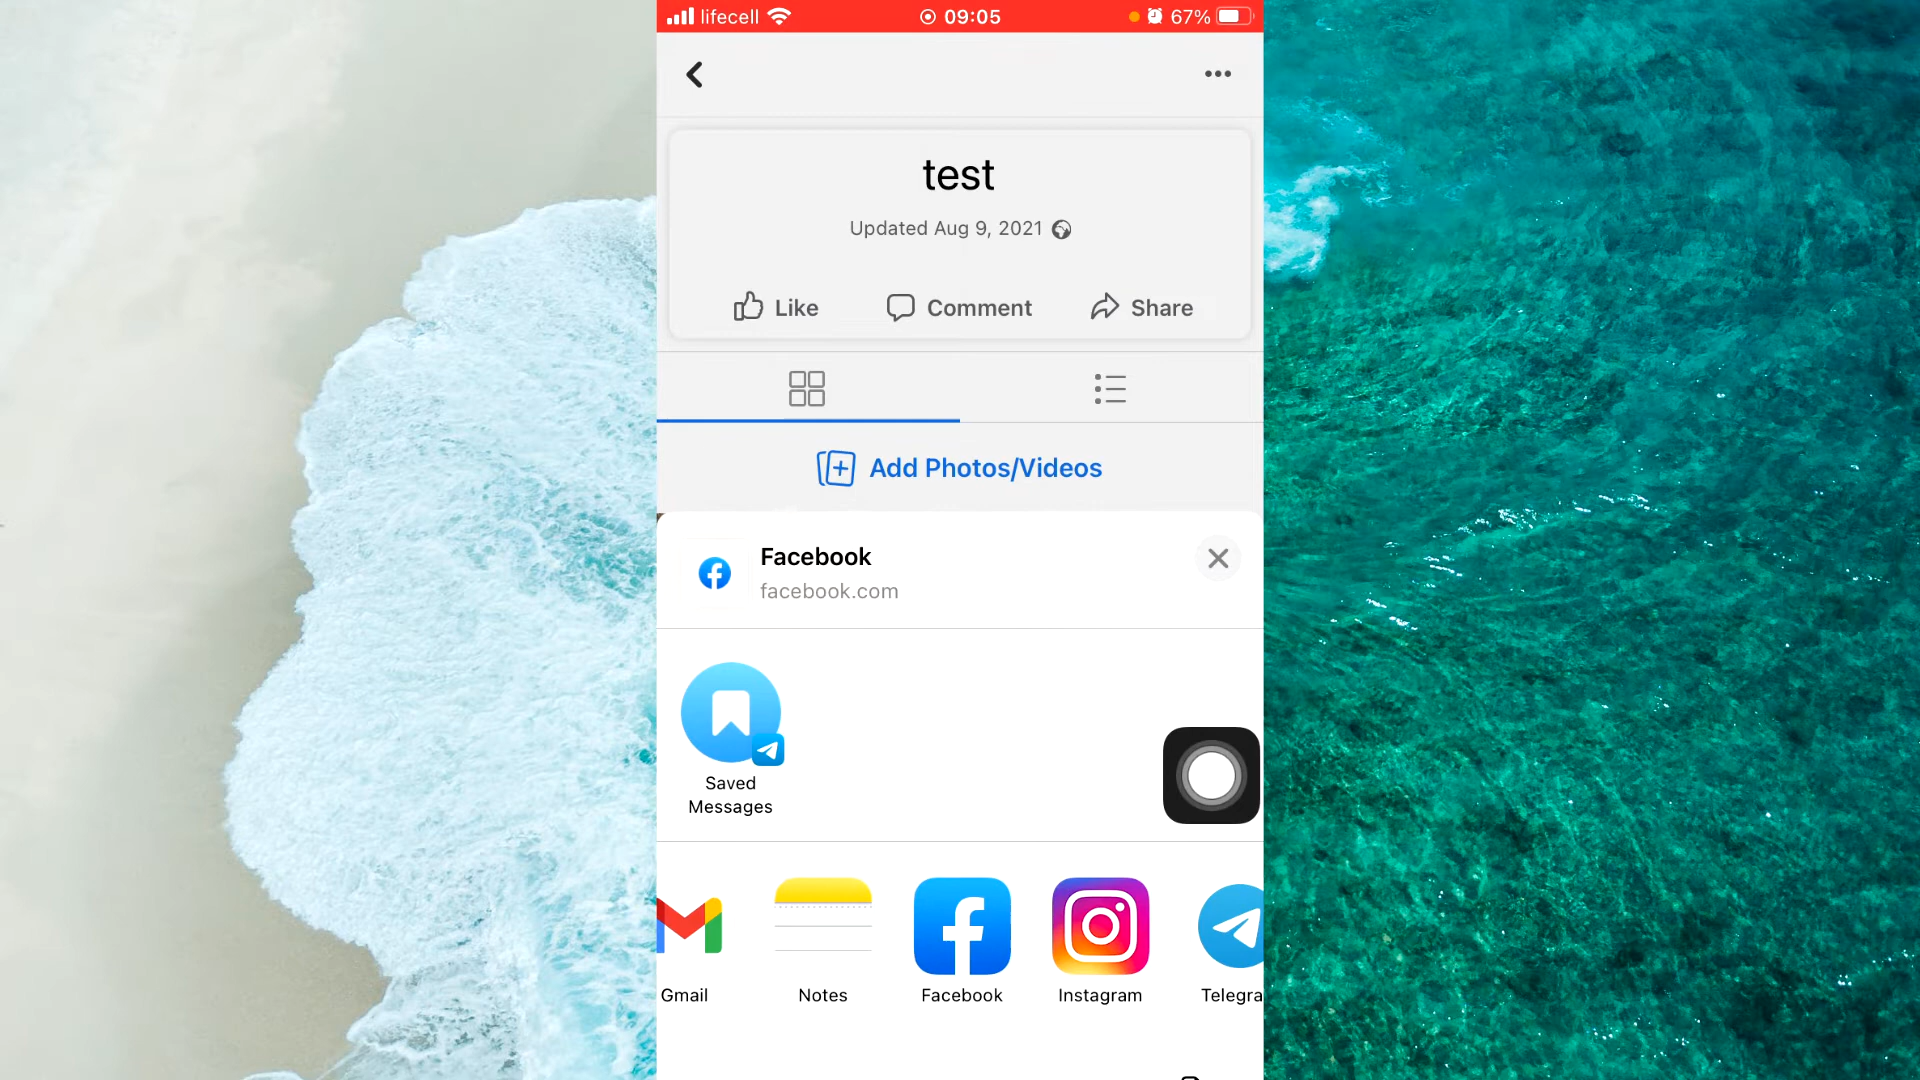 lifecell 09:05 67%
test
Updated Aug 9, 2021
Like Comment Share
Add Photos/Videos
Facebook
facebook.com
Saved
Messages
Gmail Notes Facebook Instagram Telegra